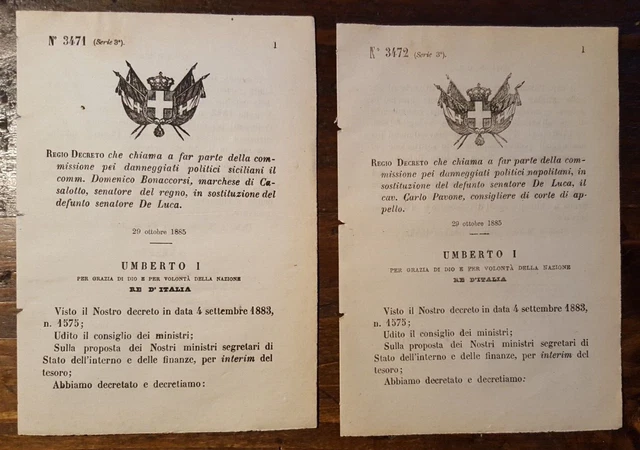 N° 3471 (Serie 3ª). 1
REGIO DECRETO che chiama a far parte della com-
missione pei danneggiati politici siciliani il
comm. Domenico Bonaccorsi, marchese di Ca-
salotto, senatore del regno, in sostituzione del
defunto senatore De Luca.
29 ottobre 1885
UMBERTO I
PER GRAZIA DI DIO E PER VOLONTÀ DELLA NAZIONE
RE D'ITALIA
Visto il Nostro decreto in data 4 settembre 1883,
n. 1575;
Udito il consiglio dei ministri;
Sulla proposta dei Nostri ministri segretari di
Stato dell'interno e delle finanze, per interim del
tesoro;
Abbiamo decretato e decretiamo:
N° 3472 (Serie 3ª). 1
REGIO DECRETO che chiama a far parte della com-
missione pei danneggiati politici napolitani, in
sostituzione del defunto senatore De Luca, il
cav. Carlo Pavone, consigliere di corte di ap-
pello.
29 ottobre 1885
UMBERTO I
PER GRAZIA DI DIO E PER VOLONTÀ DELLA NAZIONE
RE D'ITALIA
Visto il Nostro decreto in data 4 settembre 1883,
n. 1575;
Udito il consiglio dei ministri;
Sulla proposta dei Nostri ministri segretari di
Stato dell'interno e delle finanze, per interim del
tesoro;
Abbiamo decretato e decretiamo: